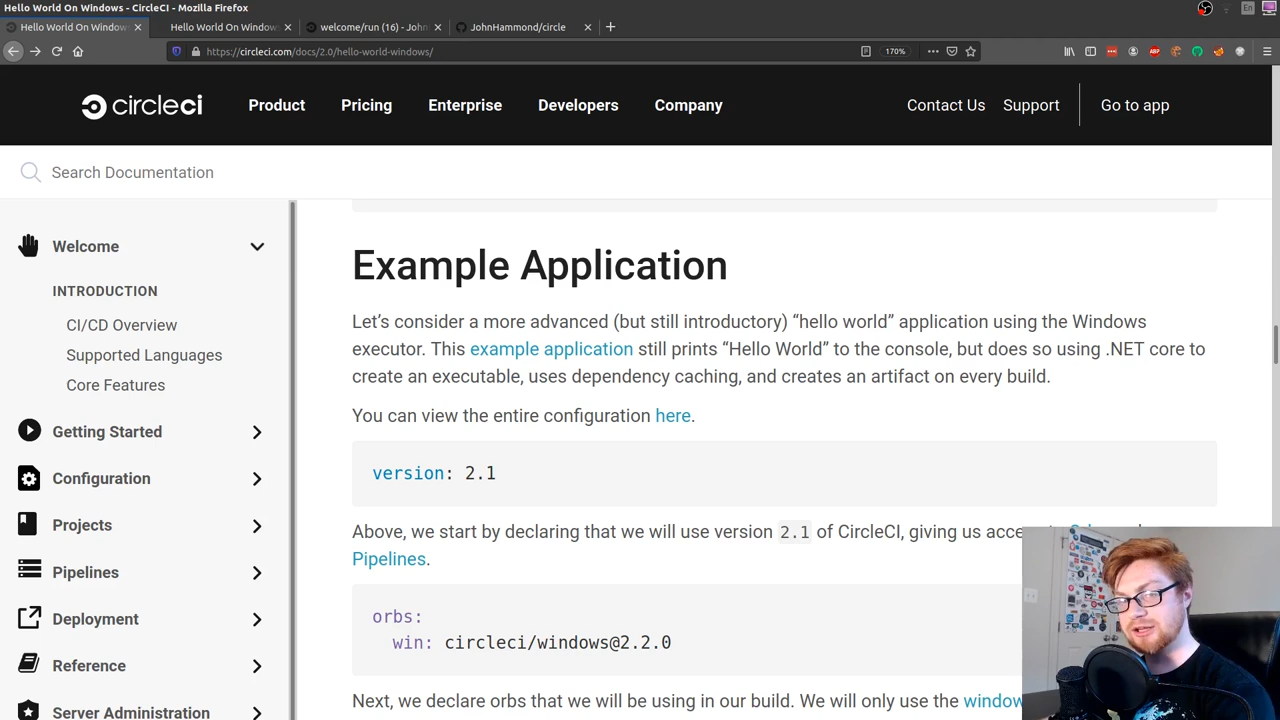 Hello World On Windows - CircleCI - Mozilla Firefox
En
Hello World On Windows
Hello World On Windows
welcome/run (16) - John
JohnHammond/circle
https://circleci.com/docs/2.0/hello-world-windows/
170%
circleci
Product
Pricing
Enterprise
Developers
Company
Contact Us
Support
Go to app
Search Documentation
Welcome
INTRODUCTION
CI/CD Overview
Supported Languages
Core Features
Getting Started
Configuration
Projects
Pipelines
Deployment
Reference
Server Administration
Example Application
Let’s consider a more advanced (but still introductory) “hello world” application using the Windows
executor. This example application still prints “Hello World” to the console, but does so using .NET core to
create an executable, uses dependency caching, and creates an artifact on every build.
You can view the entire configuration here.
version: 2.1
Above, we start by declaring that we will use version 2.1 of CircleCI, giving us
Pipelines.
orbs:
win: circleci/windows@2.2.0
Next, we declare orbs that we will be using in our build. We will only use the